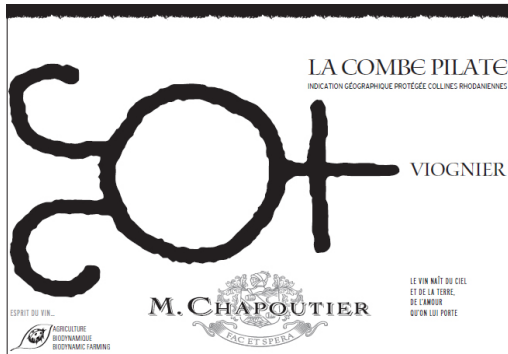 LA COMBE PILATE
INDICATION GÉOGRAPHIQUE PROTÉGÉE COLLINES RHODANIENNES
VIOGNIER
M. CHAPOUTIER
FAC ET SPERA
LE VIN NAÎT DU CIEL
ET DE LA TERRE,
DE L'AMOUR
QU'ON LUI PORTE
ESPRIT DU VIN...
AGRICULTURE
BIODYNAMIQUE
BIODYNAMIC FARMING